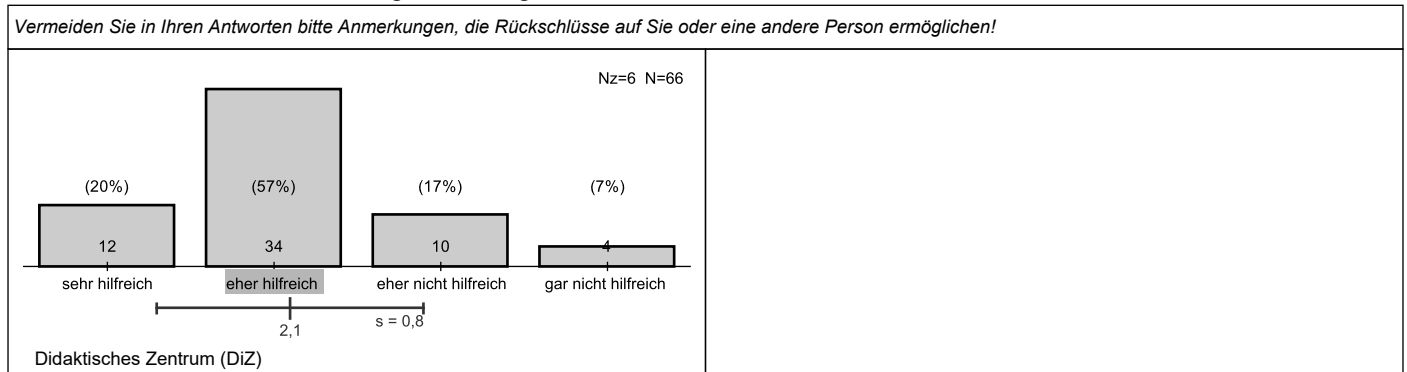 Vermeiden Sie in Ihren Antworten bitte Anmerkungen, die Rückschlüsse auf Sie oder eine andere Person ermöglichen!
Nz=6 N=66
(20%) (57%) (17%) (7%)
12 34 10 4
sehr hilfreich eher hilfreich eher nicht hilfreich gar nicht hilfreich
s = 0,8
2,1
Didaktisches Zentrum (DiZ)